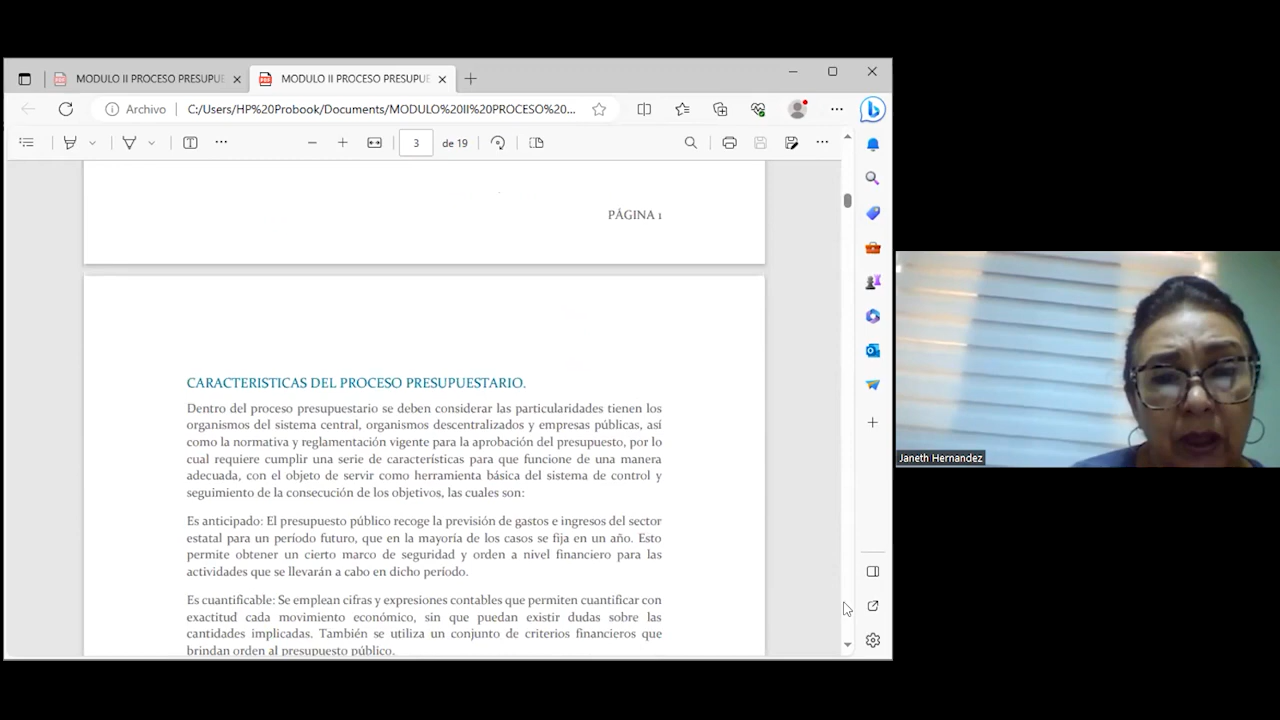 MODULO II PROCESO PRESUPUE
MODULO II PROCESO PRESUPUE
Archivo
C:/Users/HP%20Probook/Documents/MODULO%20II%20PROCESO%20...
3
de 19
PÁGINA 1
CARACTERISTICAS DEL PROCESO PRESUPUESTARIO.
Dentro del proceso presupuestario se deben considerar las particularidades tienen los
organismos del sistema central, organismos descentralizados y empresas públicas, así
como la normativa y reglamentación vigente para la aprobación del presupuesto, por lo
cual requiere cumplir una serie de características para que funcione de una manera
adecuada, con el objeto de servir como herramienta básica del sistema de control y
seguimiento de la consecución de los objetivos, las cuales son:
Es anticipado: El presupuesto público recoge la previsión de gastos e ingresos del sector
estatal para un período futuro, que en la mayoría de los casos se fija en un año. Esto
permite obtener un cierto marco de seguridad y orden a nivel financiero para las
actividades que se llevarán a cabo en dicho período.
Es cuantificable: Se emplean cifras y expresiones contables que permiten cuantificar con
exactitud cada movimiento económico, sin que puedan existir dudas sobre las
cantidades implicadas. También se utiliza un conjunto de criterios financieros que
brindan orden al presupuesto público.
Janeth Hernandez